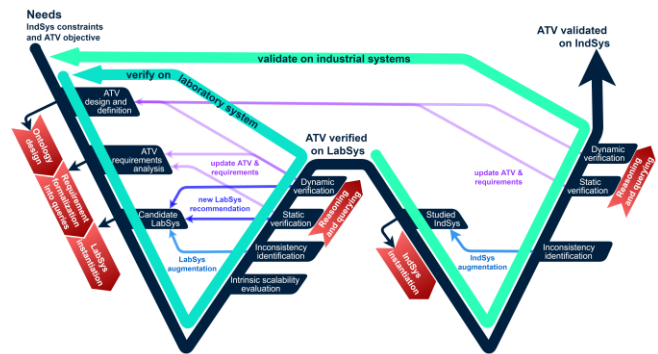 Needs
IndSys constraints
and ATV objective
ATV validated
on IndSys
validate on industrial systems
verify on laboratory system
ATV
design and
definition
Ontology
design
ATV
requirements
analysis
Requirement
formalization
into queries
Candidate
LabSys
LabSys
instantiation
update ATV &
requirements
new LabSys
recommendation
LabSys
augmentation
ATV verified
on LabSys
Dynamic
verification
Static
verification
Reasoning
and querying
Inconsistency
identification
Intrinsic scalability
evaluation
Studied
IndSys
IndSys
instantiation
IndSys
augmentation
update ATV &
requirements
Dynamic
verification
Static
verification
Reasoning
and querying
Inconsistency
identification